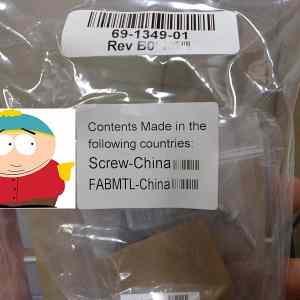 69-1349-01
Rev B0
Contents Made in the
following countries:
Screw-China
FABMTL-China